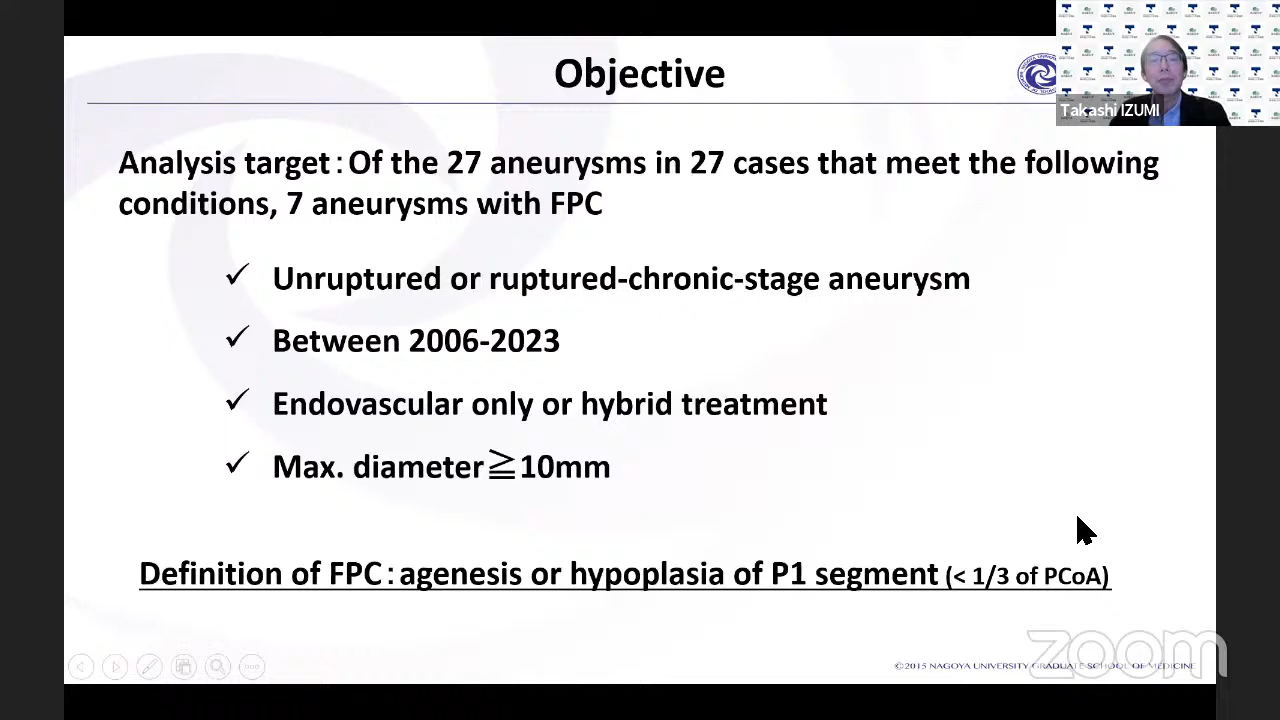 Objective
Takashi IZUMI
Analysis target：Of the 27 aneurysms in 27 cases that meet the following
conditions, 7 aneurysms with FPC
✓ Unruptured or ruptured-chronic-stage aneurysm
✓ Between 2006-2023
✓ Endovascular only or hybrid treatment
✓ Max. diameter≧10mm
Definition of FPC：agenesis or hypoplasia of P1 segment (< 1/3 of PCoA)
zoom
©2015 NAGOYA UNIVERSITY GRADUATE SCHOOL OF MEDICINE